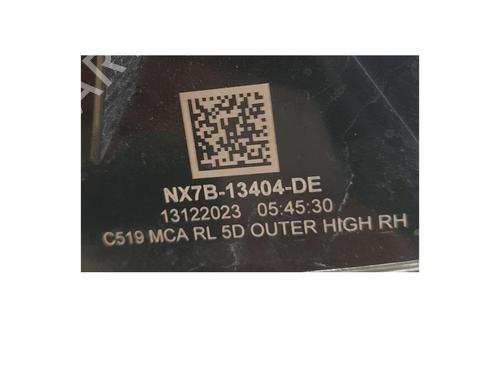 NX7B-13404-DE
13122023 05:45:30
C519 MCA RL 5D OUTER HIGH RH